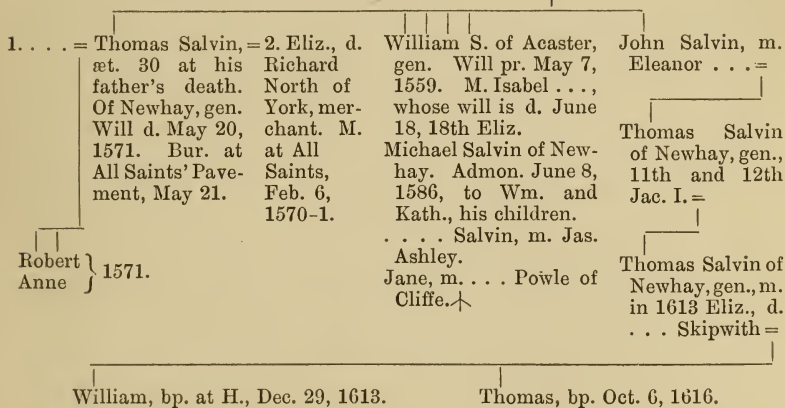 1. . . . = Thomas Salvin,
æt. 30 at his
father's death.
Of Newhay, gen.
Will d. May 20,
1571. Bur. at
All Saints' Pave-
ment, May 21.
= 2. Eliz., d.
Richard
North of
York, mer-
chant. M.
at All
Saints,
Feb. 6,
1570-1.
William S. of Acaster,
gen. Will pr. May 7,
1559. M. Isabel . . .,
whose will is d. June
18, 18th Eliz.
Michael Salvin of New-
hay. Admon. June 8,
1586, to Wm. and
Kath., his children.
. . . . Salvin, m. Jas.
Ashley.
Jane, m. . . . Powle of
Cliffe.
John Salvin, m.
Eleanor . . . =
Thomas Salvin
of Newhay, gen.,
11th and 12th
Jac. I. =
Robert
Anne } 1571.
Thomas Salvin of
Newhay, gen., m.
in 1613 Eliz., d.
. . . Skipwith =
William, bp. at H., Dec. 29, 1613.
Thomas, bp. Oct. 6, 1616.